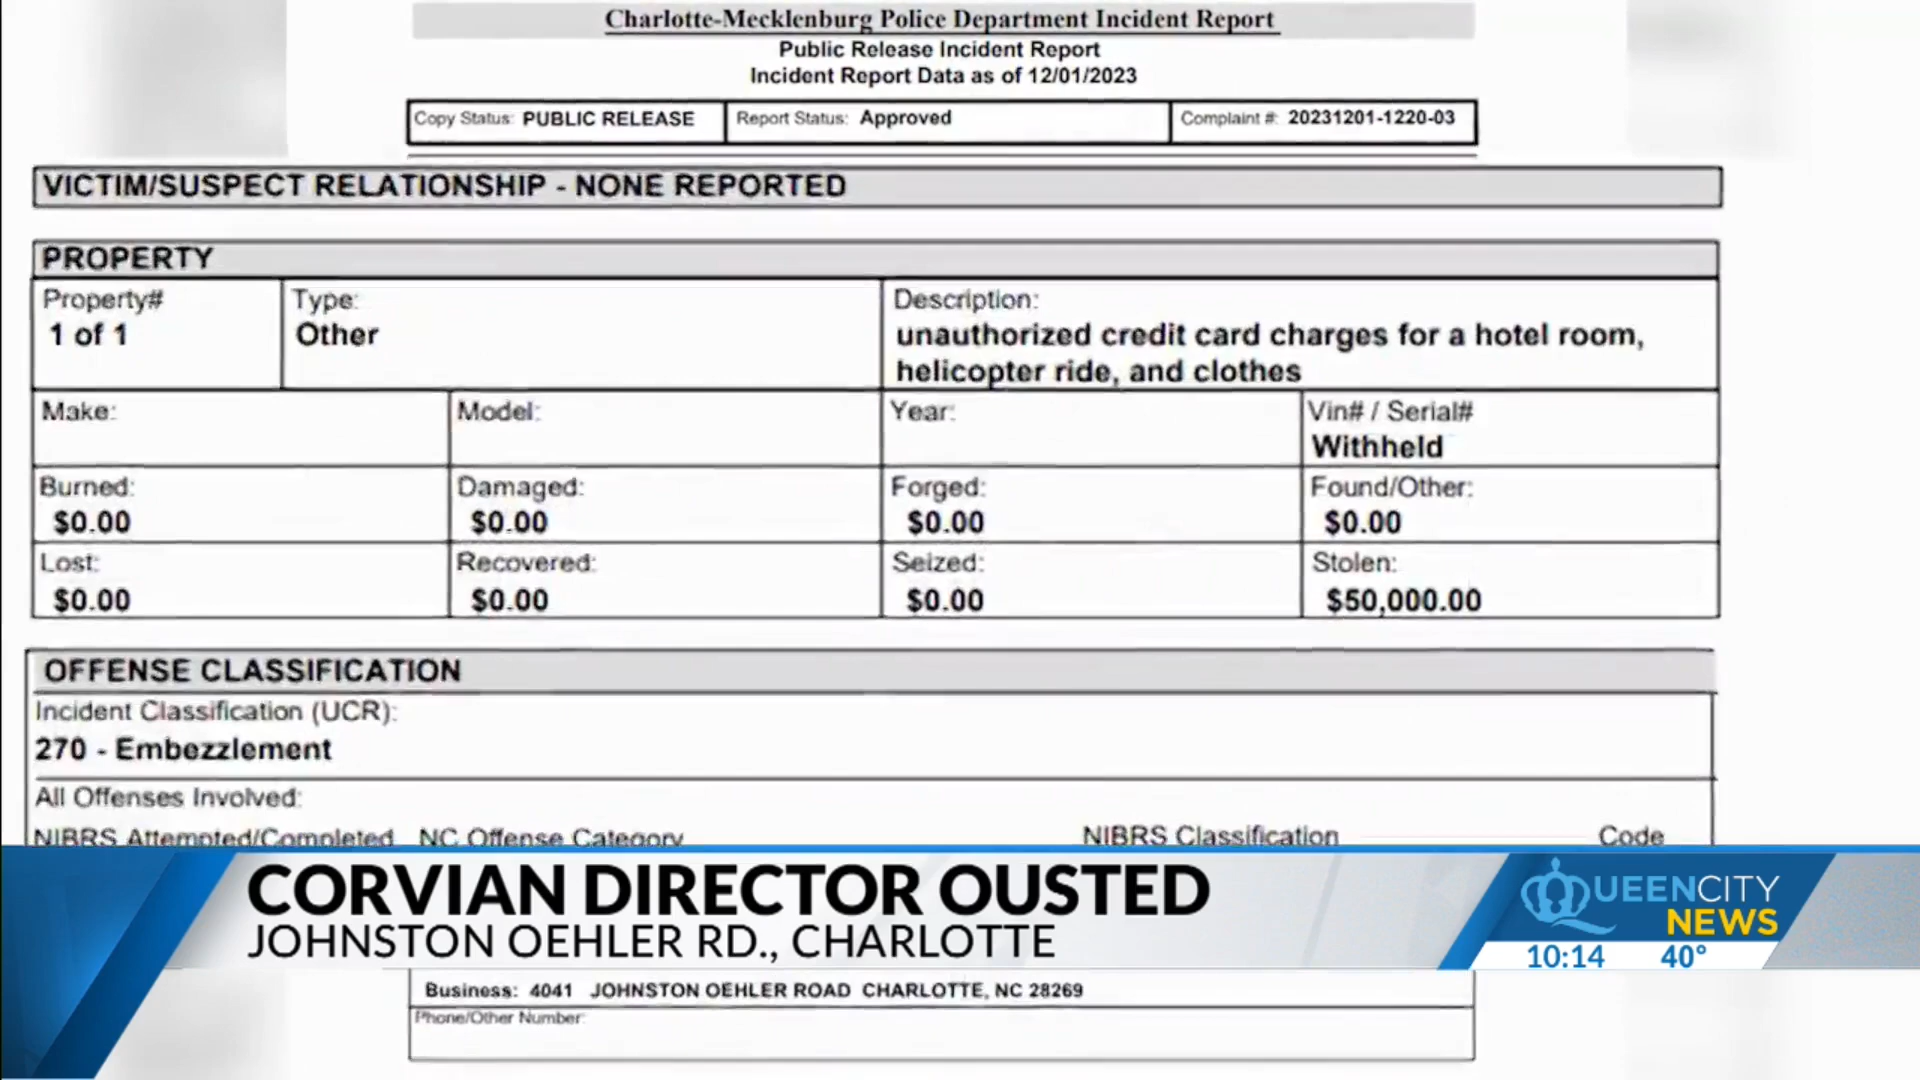 Charlotte-Mecklenburg Police Department Incident Report
Public Release Incident Report
Incident Report Data as of 12/01/2023
Copy Status: PUBLIC RELEASE Report Status: Approved Complaint #: 20231201-1220-03
VICTIM/SUSPECT RELATIONSHIP - NONE REPORTED
PROPERTY
Property# Type: Description:
1 of 1 Other unauthorized credit card charges for a hotel room,
helicopter ride, and clothes
Make: Model: Year: Vin# / Serial#
Withheld
Burned: Damaged: Forged: Found/Other:
$0.00 $0.00 $0.00 $0.00
Lost: Recovered: Seized: Stolen:
$0.00 $0.00 $0.00 $50,000.00
OFFENSE CLASSIFICATION
Incident Classification (UCR):
270 - Embezzlement
All Offenses Involved:
NIBRS Attempted/Completed NC Offense Category NIBRS Classification Code
CORVIAN DIRECTOR OUSTED
JOHNSTON OEHLER RD., CHARLOTTE
QUEENCITY
NEWS
10:14 40°
Business: 4041 JOHNSTON OEHLER ROAD CHARLOTTE, NC 28269
Phone/Other Number: